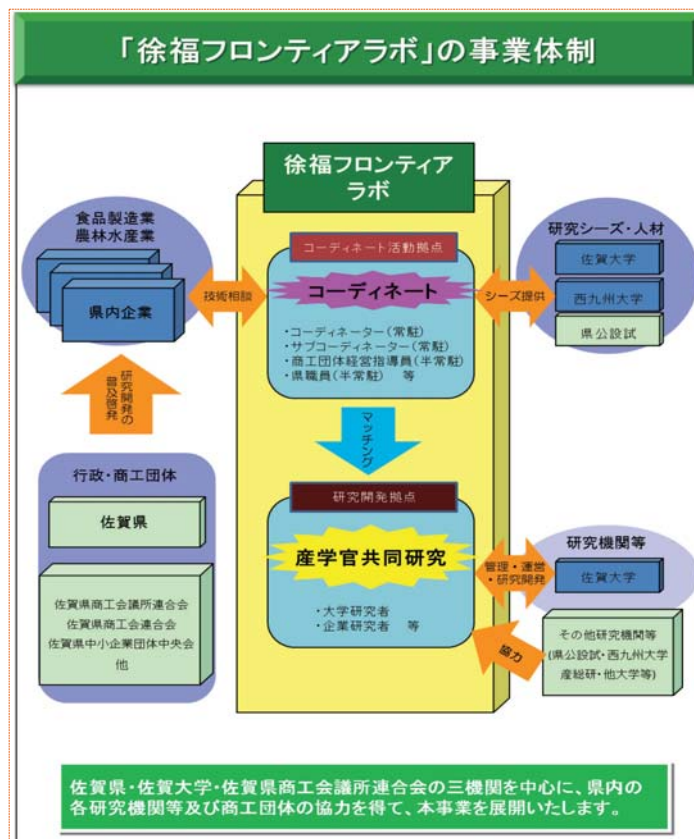 「徐福フロンティアラボ」の事業体制
徐福フロンティア
ラボ
食品製造業
農林水産業
県内企業
技術相談
コーディネート活動拠点
コーディネート
・コーディネーター(常駐)
・サブコーディネーター(常駐)
・商工団体経営指導員(半常駐)
・県職員(半常駐) 等
シーズ提供
研究シーズ・人材
佐賀大学
西九州大学
県公設試
研究開発の
普及啓発
マッチング
行政・商工団体
佐賀県
佐賀県商工会議所連合会
佐賀県商工会連合会
佐賀県中小企業団体中央会
他
研究開発拠点
産学官共同研究
・大学研究者
・企業研究者 等
管理・運営
・研究開発
研究機関等
佐賀大学
協力
その他研究機関等
(県公設試・西九州大学
産総研・他大学等)
佐賀県・佐賀大学・佐賀県商工会議所連合会の三機関を中心に、県内の
各研究機関等及び商工団体の協力を得て、本事業を展開いたします。